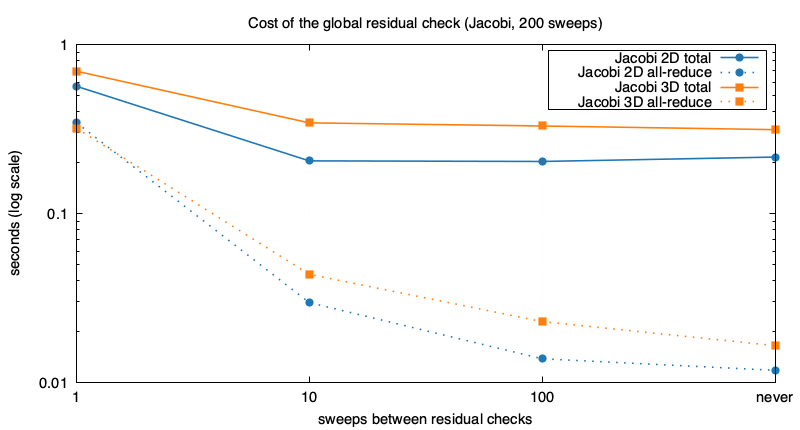 Cost of the global residual check (Jacobi, 200 sweeps)
Jacobi 2D total
Jacobi 2D all-reduce
Jacobi 3D total
Jacobi 3D all-reduce
seconds (log scale)
1
0.1
0.01
1
10
100
never
sweeps between residual checks